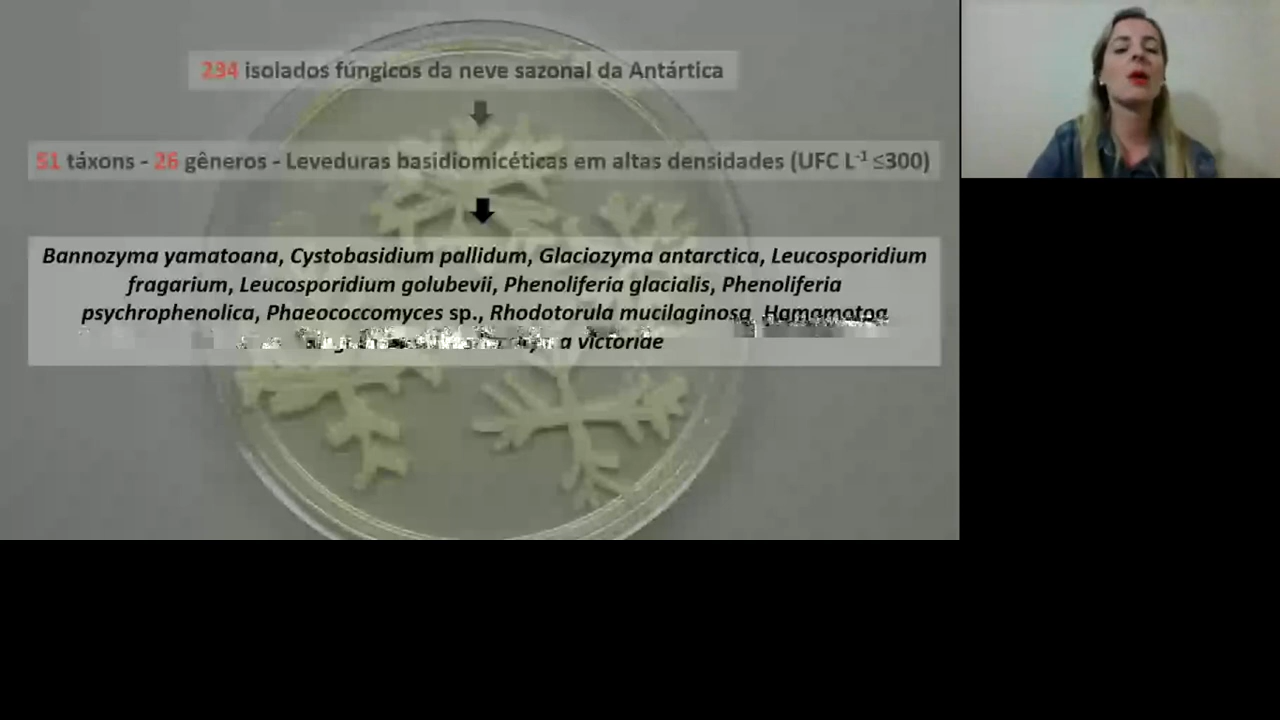 234 isolados fúngicos da neve sazonal da Antártica
51 táxons - 26 gêneros - Leveduras basidiomicéticas em altas densidades (UFC L⁻¹ ≤300)
Bannozyma yamatoana, Cystobasidium pallidum, Glaciozyma antarctica, Leucosporidium
fragarium, Leucosporidium golubevii, Phenoliferia glacialis, Phenoliferia
psychrophenolica, Phaeococcomyces sp., Rhodotorula mucilaginosa, Hamamotoa
victoriae